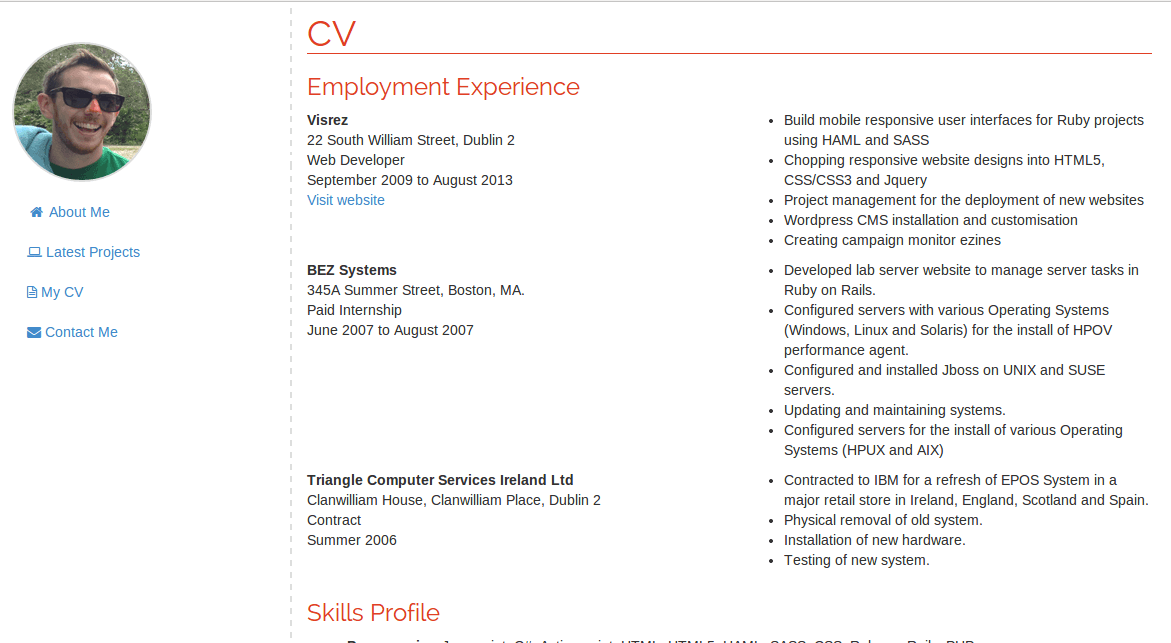 CV
About Me
Latest Projects
My CV
Contact Me
Employment Experience
Visrez
22 South William Street, Dublin 2
Web Developer
September 2009 to August 2013
Visit website
Build mobile responsive user interfaces for Ruby projects
using HAML and SASS
Chopping responsive website designs into HTML5,
CSS/CSS3 and Jquery
Project management for the deployment of new websites
Wordpress CMS installation and customisation
Creating campaign monitor ezines
BEZ Systems
345A Summer Street, Boston, MA.
Paid Internship
June 2007 to August 2007
Developed lab server website to manage server tasks in
Ruby on Rails.
Configured servers with various Operating Systems
(Windows, Linux and Solaris) for the install of HPOV
performance agent.
Configured and installed Jboss on UNIX and SUSE
servers.
Updating and maintaining systems.
Configured servers for the install of various Operating
Systems (HPUX and AIX)
Triangle Computer Services Ireland Ltd
Clanwilliam House, Clanwilliam Place, Dublin 2
Contract
Summer 2006
Contracted to IBM for a refresh of EPOS System in a
major retail store in Ireland, England, Scotland and Spain.
Physical removal of old system.
Installation of new hardware.
Testing of new system.
Skills Profile